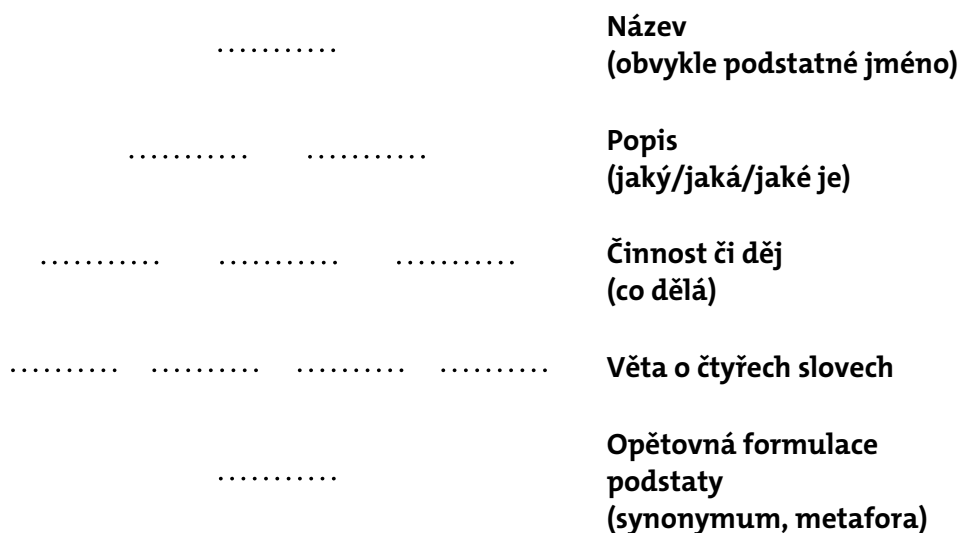 ........... Název
(obvykle podstatné jméno)
........... ........... Popis
(jaký/jaká/jaké je)
........... ........... ........... Činnost či děj
(co dělá)
.......... .......... .......... .......... Věta o čtyřech slovech
Opětovná formulace
........... podstaty
(synonymum, metafora)